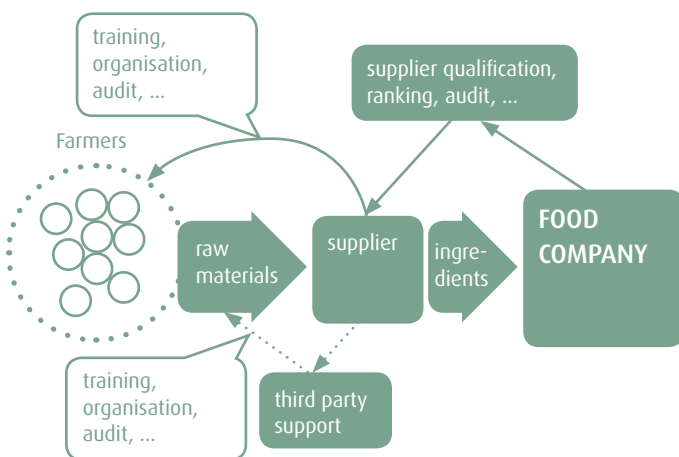 training,
organisation,
audit, ...
supplier qualification,
ranking, audit, ...
Farmers
raw
materials
supplier
ingre-
dients
FOOD
COMPANY
training,
organisation,
audit, ...
third party
support